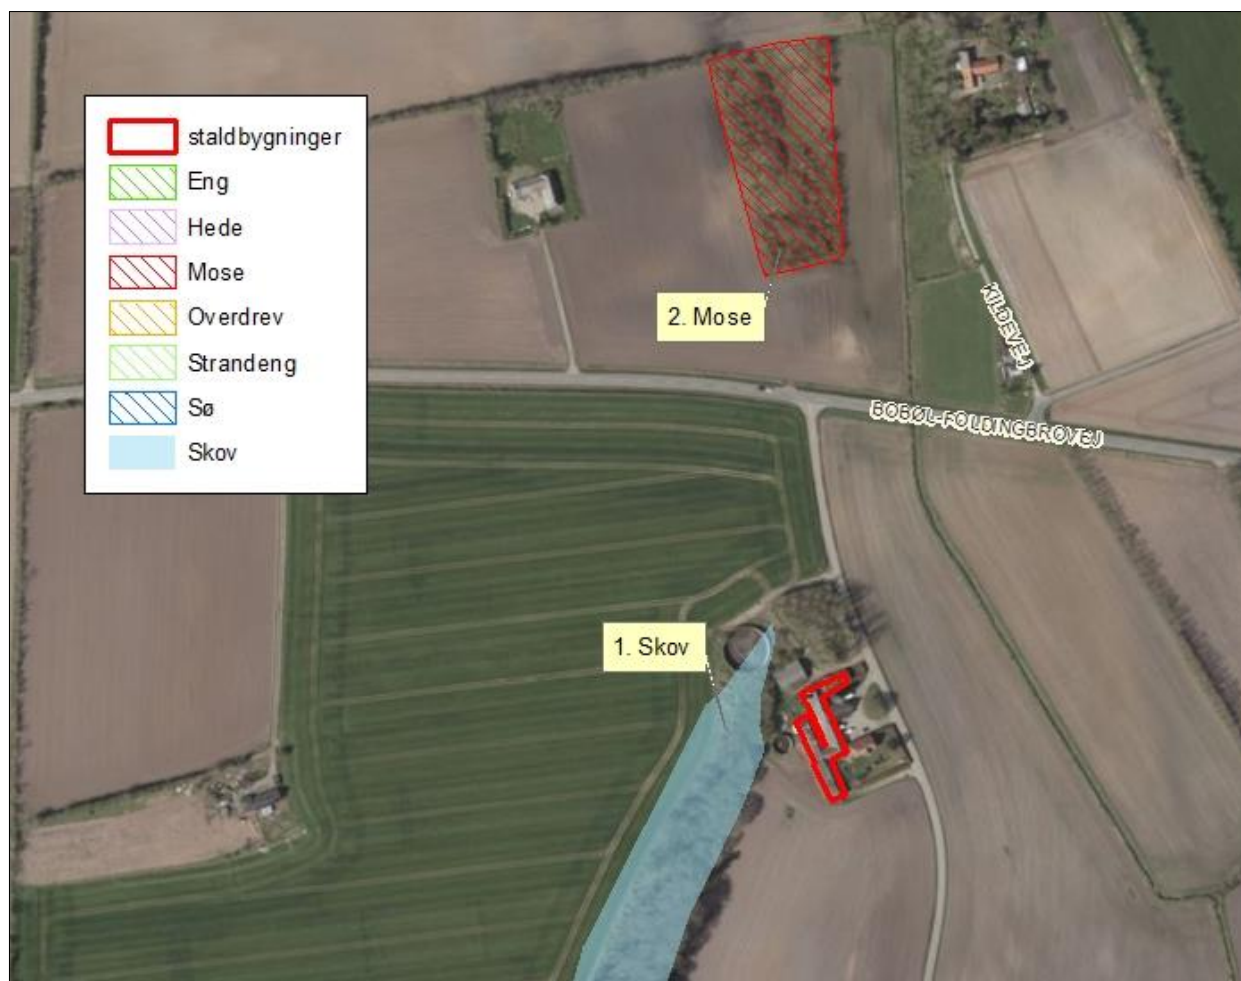 staldbygninger
Eng
Hede
Mose
Overdrev
Strandeng
Sø
Skov
2. Mose
KILDEVEJ
BOBØL-FOLDINGBROVEJ
1. Skov